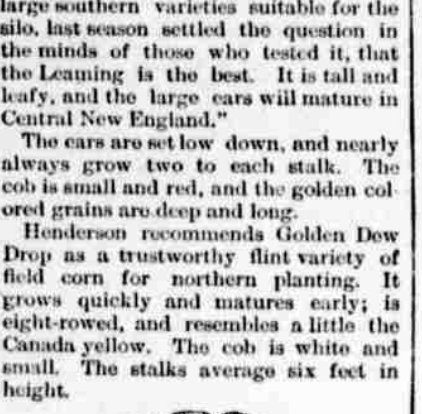 large southern varieties suitable for the
silo, last season settled the question in
the minds of those who tested it, that
the Leaming is the best. It is tall and
leafy, and the large ears will mature in
Central New England."
The ears are set low down, and nearly
always grow two to each stalk. The
cob is small and red, and the golden col-
ored grains are deep and long.
Henderson recommends Golden Dew
Drop as a trustworthy flint variety of
field corn for northern planting. It
grows quickly and matures early; is
eight-rowed, and resembles a little the
Canada yellow. The cob is white and
small. The stalks average six feet in
height.